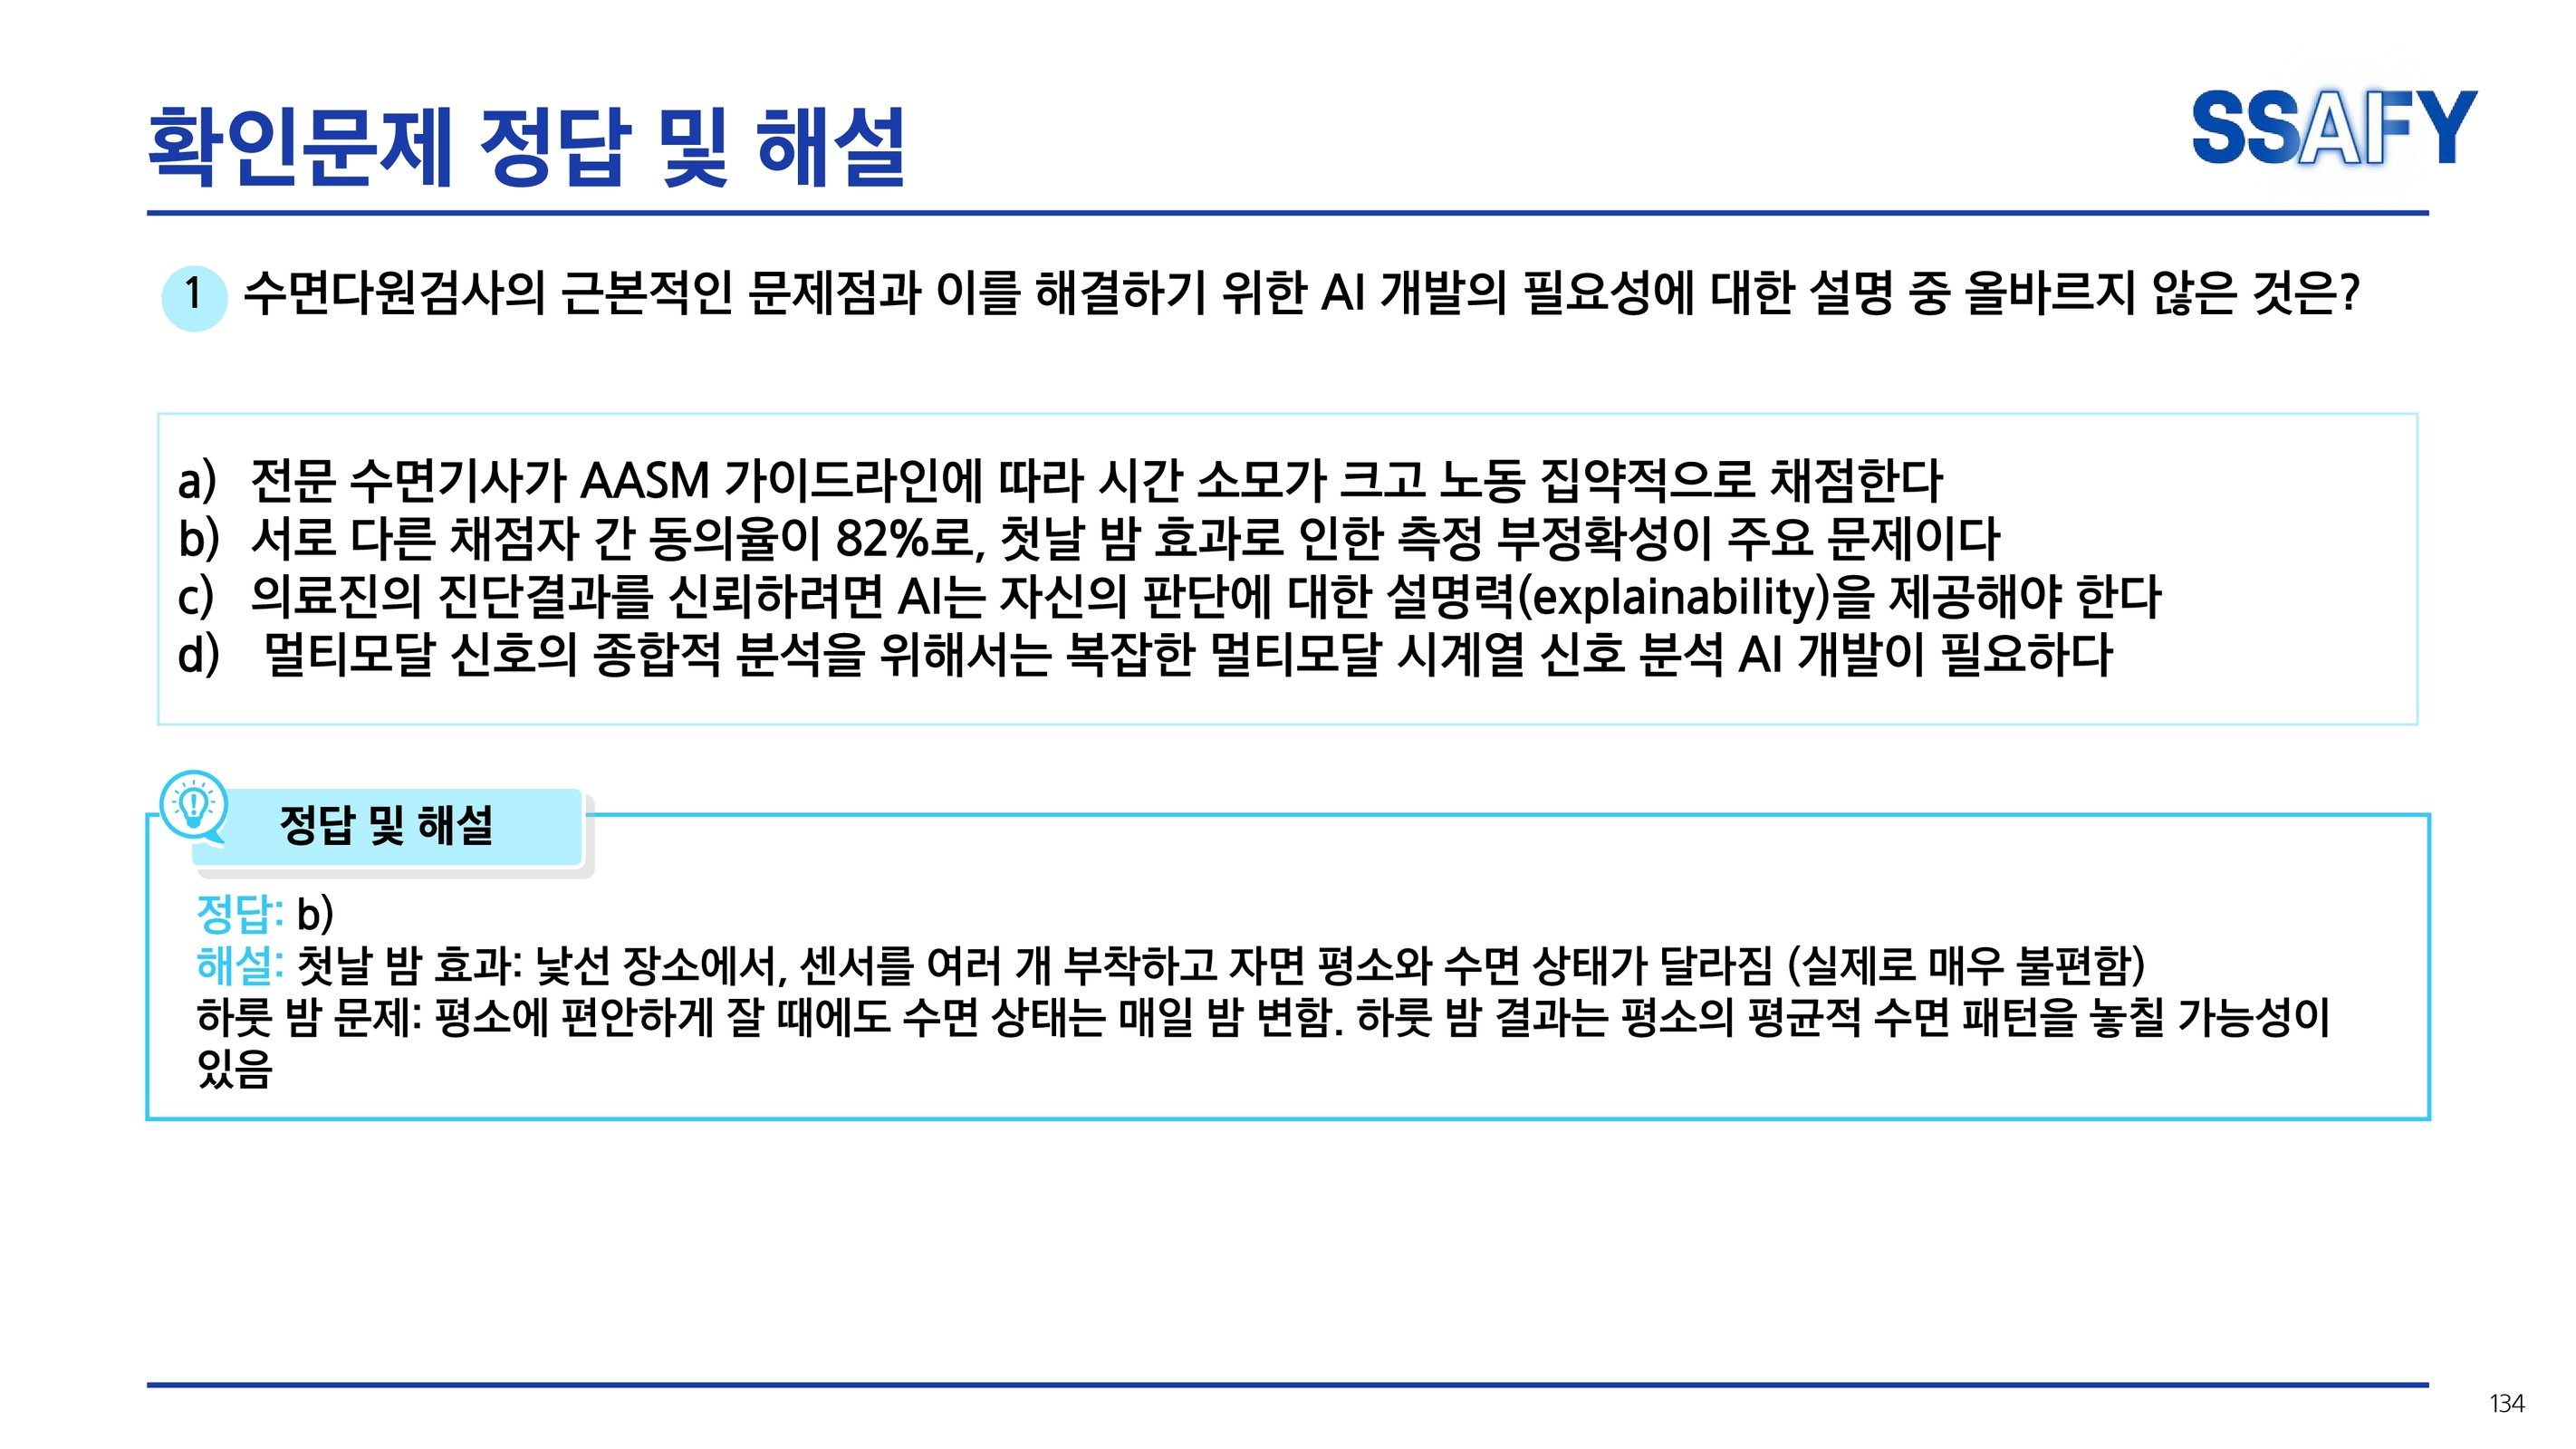 확인문제 정답 및 해설
SSAFY
1 수면다원검사의 근본적인 문제점과 이를 해결하기 위한 AI 개발의 필요성에 대한 설명 중 올바르지 않은 것은?
a) 전문 수면기사가 AASM 가이드라인에 따라 시간 소모가 크고 노동 집약적으로 채점한다
b) 서로 다른 채점자 간 동의율이 82%로, 첫날 밤 효과로 인한 측정 부정확성이 주요 문제이다
c) 의료진의 진단결과를 신뢰하려면 AI는 자신의 판단에 대한 설명력(explainability)을 제공해야 한다
d) 멀티모달 신호의 종합적 분석을 위해서는 복잡한 멀티모달 시계열 신호 분석 AI 개발이 필요하다
정답 및 해설
정답: b)
해설: 첫날 밤 효과: 낯선 장소에서, 센서를 여러 개 부착하고 자면 평소와 수면 상태가 달라짐 (실제로 매우 불편함)
하룻 밤 문제: 평소에 편안하게 잘 때에도 수면 상태는 매일 밤 변함. 하룻 밤 결과는 평소의 평균적 수면 패턴을 놓칠 가능성이
있음
134